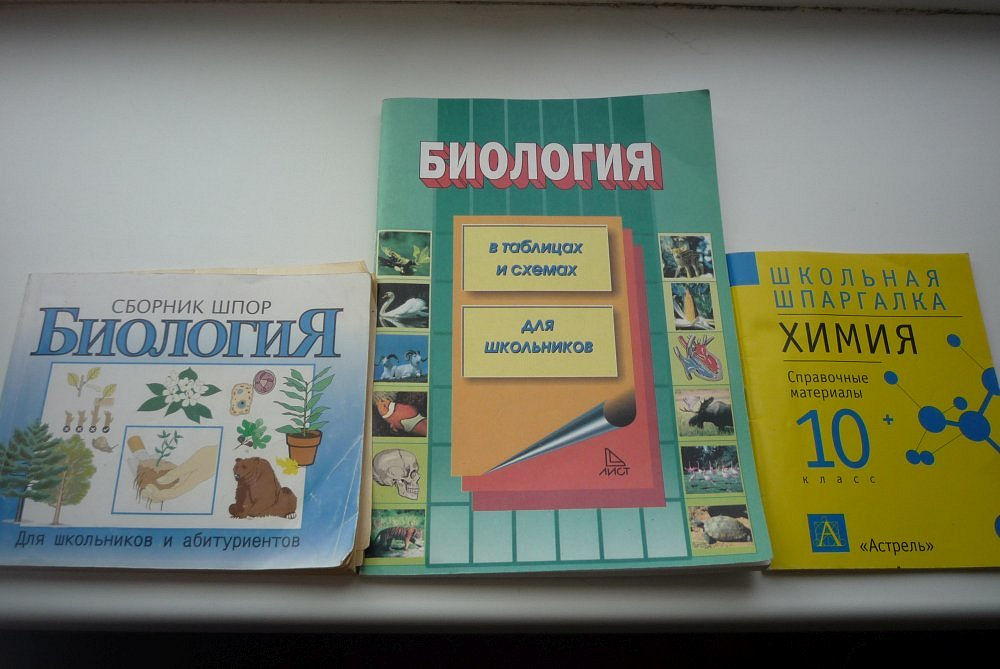 СБОРНИК ШПОР
БИОЛОГИЯ
Для школьников и абитуриентов
БИОЛОГИЯ
в таблицах
и схемах
для
школьников
ЛИСТ
ШКОЛЬНАЯ
ШПАРГАЛКА
ХИМИЯ
Справочные
материалы
10
класс
«Астрель»